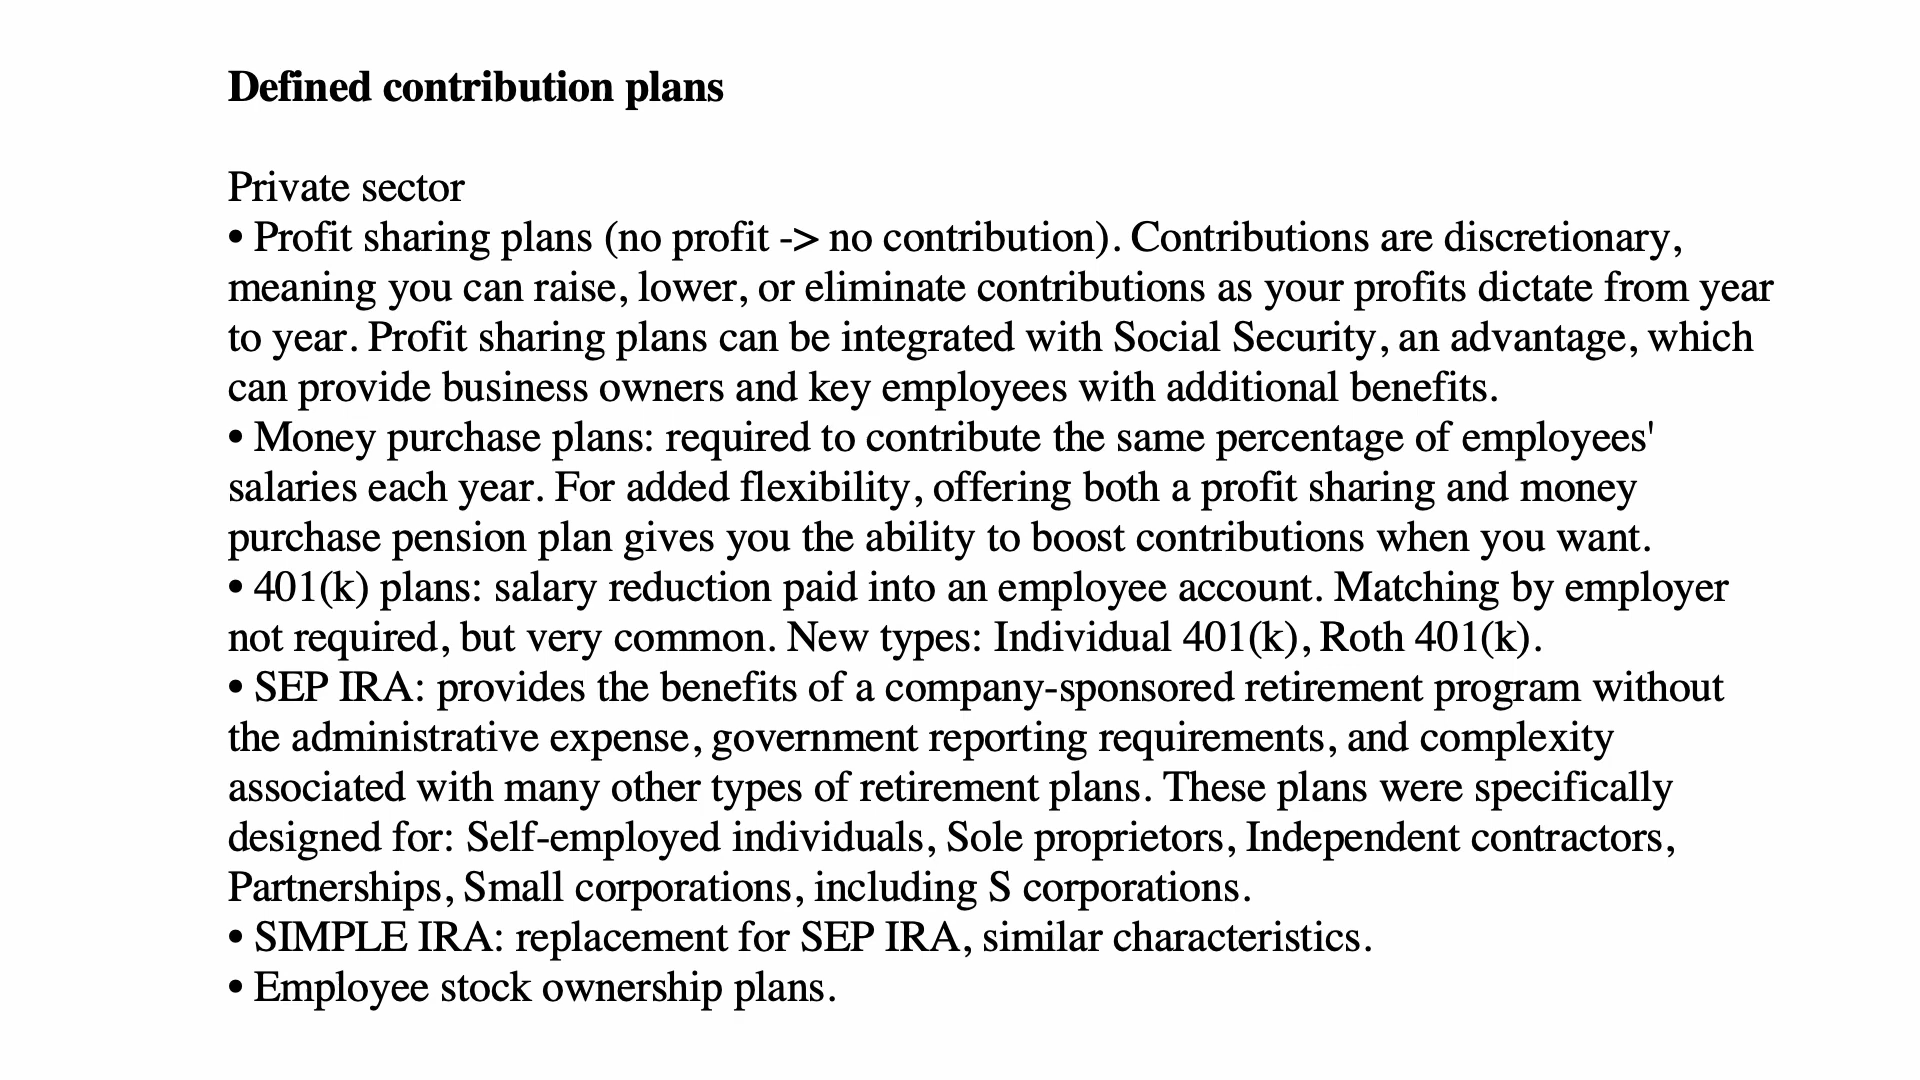 Defined contribution plans
Private sector
• Profit sharing plans (no profit -> no contribution). Contributions are discretionary,
meaning you can raise, lower, or eliminate contributions as your profits dictate from year
to year. Profit sharing plans can be integrated with Social Security, an advantage, which
can provide business owners and key employees with additional benefits.
• Money purchase plans: required to contribute the same percentage of employees'
salaries each year. For added flexibility, offering both a profit sharing and money
purchase pension plan gives you the ability to boost contributions when you want.
• 401(k) plans: salary reduction paid into an employee account. Matching by employer
not required, but very common. New types: Individual 401(k), Roth 401(k).
• SEP IRA: provides the benefits of a company-sponsored retirement program without
the administrative expense, government reporting requirements, and complexity
associated with many other types of retirement plans. These plans were specifically
designed for: Self-employed individuals, Sole proprietors, Independent contractors,
Partnerships, Small corporations, including S corporations.
• SIMPLE IRA: replacement for SEP IRA, similar characteristics.
• Employee stock ownership plans.